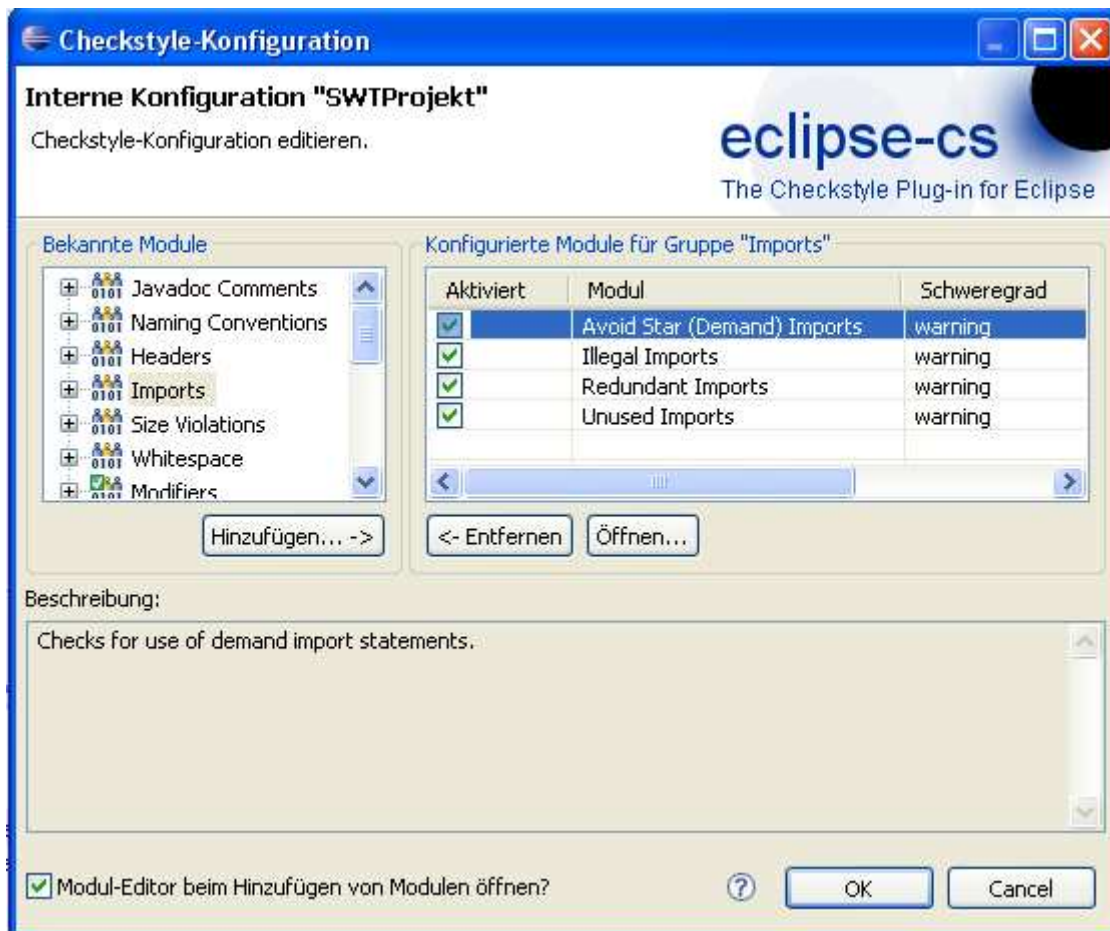 Checkstyle-Konfiguration
Interne Konfiguration "SWTProjekt"
Checkstyle-Konfiguration editieren.
eclipse-cs
The Checkstyle Plug-in for Eclipse
Bekannte Module
Javadoc Comments
Naming Conventions
Headers
Imports
Size Violations
Whitespace
Modifiers
Hinzufügen... ->
Konfigurierte Module für Gruppe "Imports"
Aktiviert Modul Schweregrad
Avoid Star (Demand) Imports warning
Illegal Imports warning
Redundant Imports warning
Unused Imports warning
<- Entfernen Öffnen...
Beschreibung:
Checks for use of demand import statements.
Modul-Editor beim Hinzufügen von Modulen öffnen?
? OK Cancel